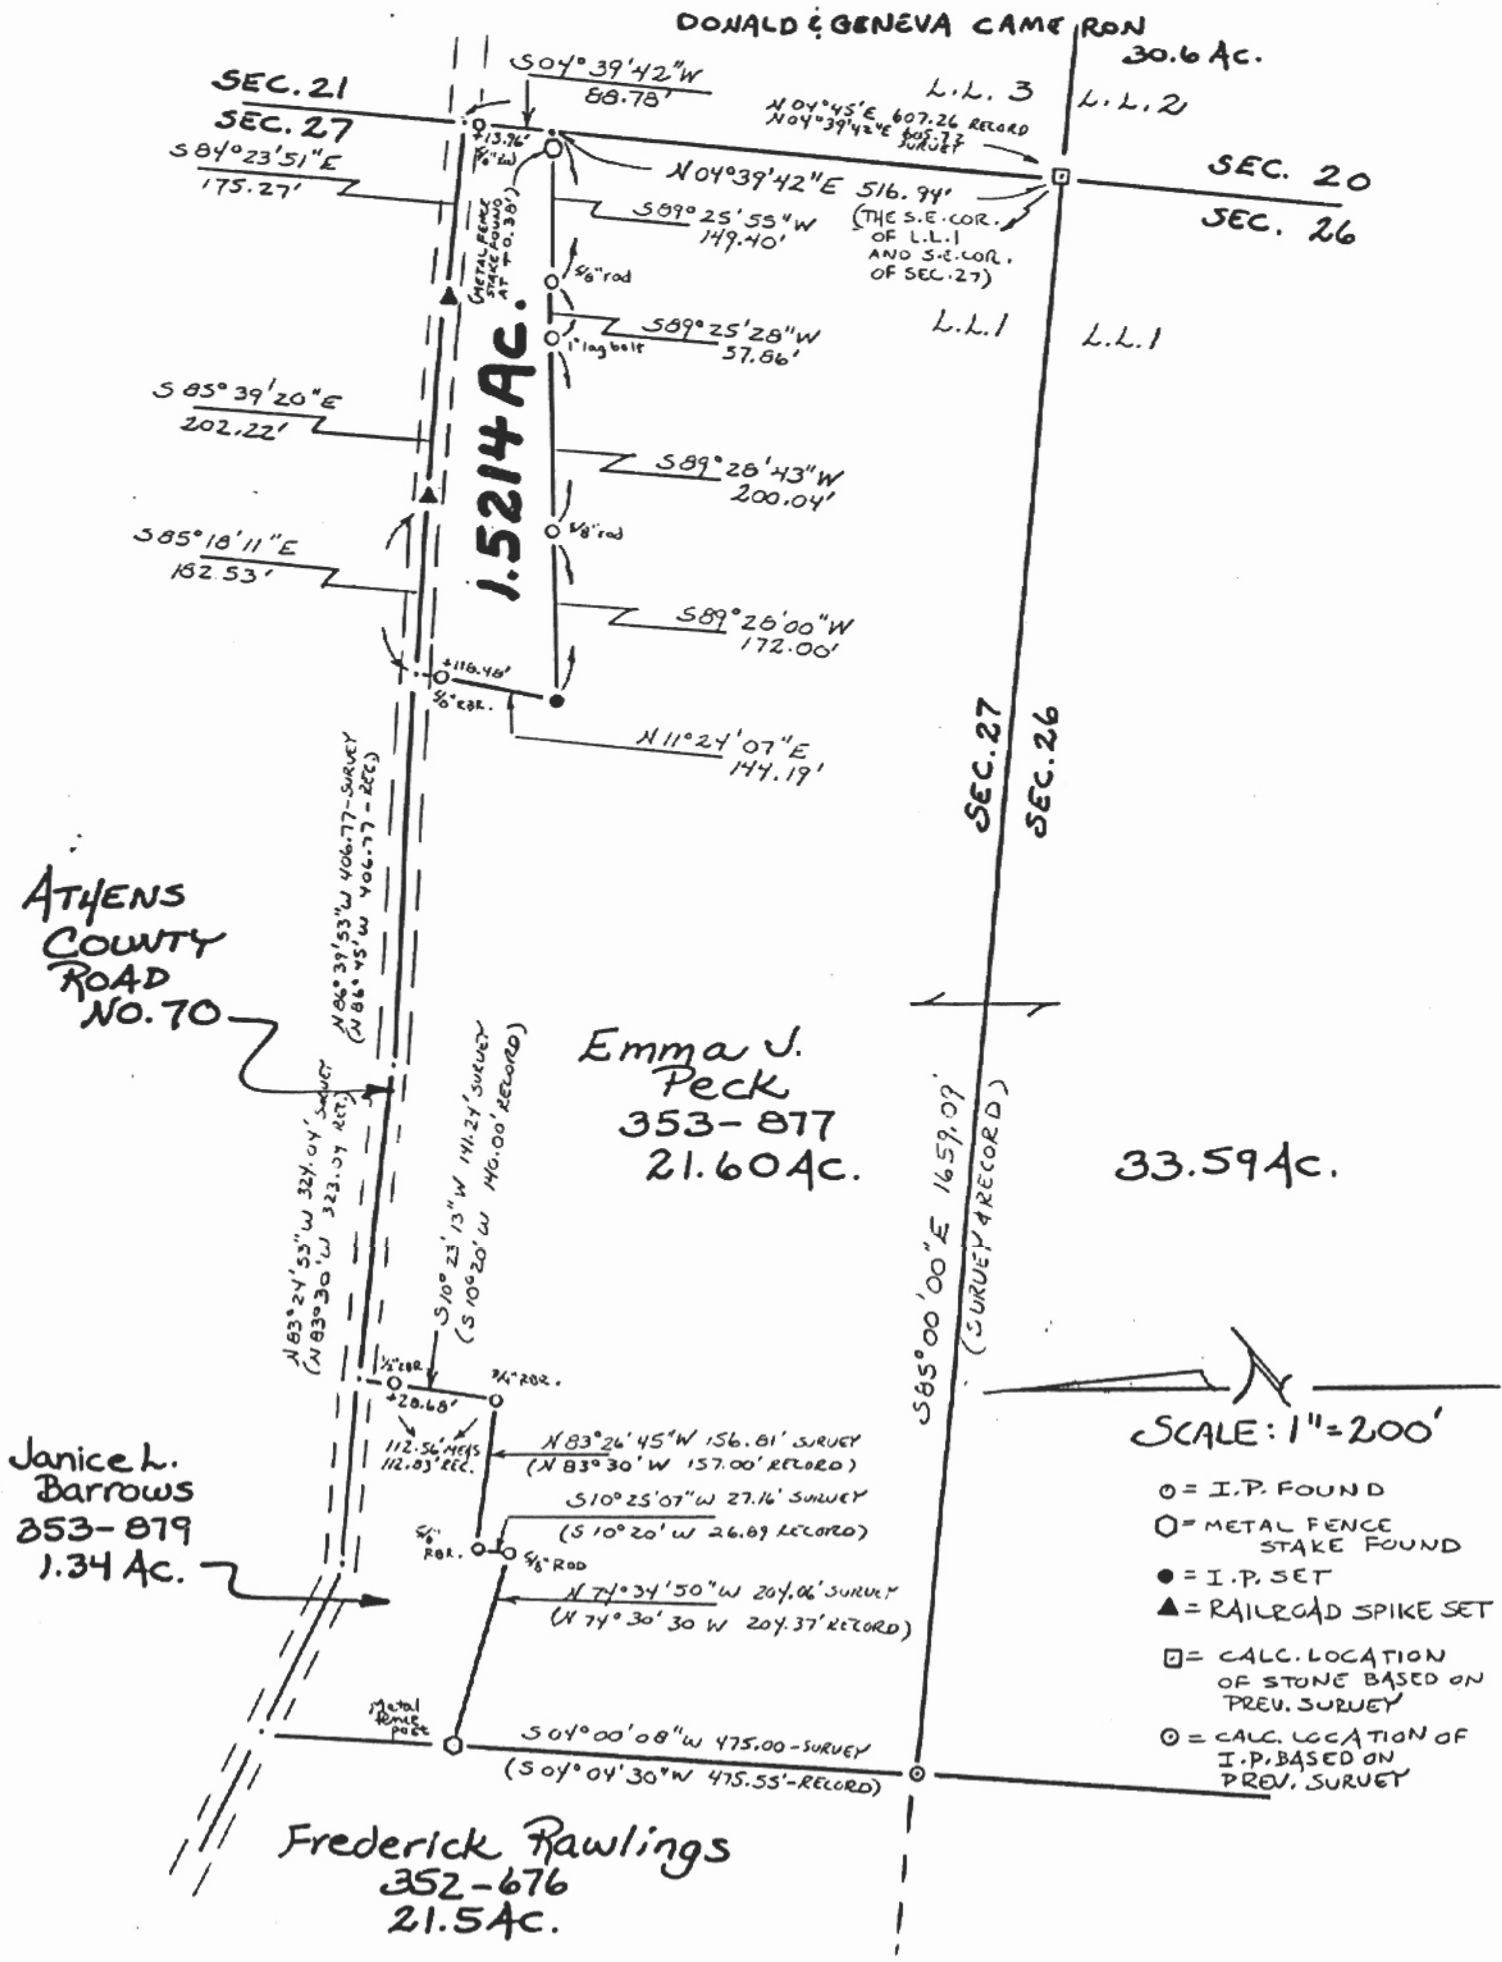 DONALD & GENEVA CAMERON
30.6 AC.
L.L. 3
L.L. 2
S04°39'42"W
88.78'
SEC. 21
SEC. 27
N04°45'E 607.26 RECORD
N04°39'42"E 605.72
SURVEY
S84°23'51"E
175.27'
+13.96'
N04°39'42"E 516.94'
(THE S.E. COR.
OF L.L.1
AND S.E. COR.
OF SEC. 27)
SEC. 20
SEC. 26
S89°25'55"W
149.40'
(METAL FENCE
STAKE FOUND
AT +0.38')
5/8" rod
S89°25'28"W
57.86'
1" lag bolt
L.L.1
L.L.1
1.5214 AC.
S85°39'20"E
202.22'
S89°28'43"W
200.04'
5/8" rod
S85°18'11"E
182.53'
S89°28'00"W
172.00'
+118.48'
5/8" RBR.
N11°24'07"E
144.19'
SEC. 27
SEC. 26
N86°39'53"W 406.77-SURVEY
(N86°45'W 406.77-REC.)
ATHENS
COUNTY
ROAD
NO. 70
Emma J.
Peck
353-877
21.60 AC.
33.59 AC.
S85°00'00"E 1659.09'
(SURVEY & RECORD)
N83°24'53"W 324.04' SURVEY
(N83°30'W 323.39 REC.)
S10°23'13"W 141.24' SURVEY
(S10°20'W 140.00' RECORD)
1/2" RBR.
3/4" RBR.
+28.68'
112.56' MEAS
112.83' REC.
N83°26'45"W 156.81' SURVEY
(N83°30'W 157.00' RECORD)
S10°25'07"W 27.16' SURVEY
(S10°20'W 26.89 RECORD)
5/8"
RBR.
5/8" ROD
N74°34'50"W 204.06' SURVEY
(N74°30'30 W 204.37' RECORD)
Janice L.
Barrows
353-879
1.34 AC.
Metal
fence
post
S04°00'08"W 475.00-SURVEY
(S04°04'30"W 475.55'-RECORD)
Frederick Rawlings
352-676
21.5 AC.
N
SCALE: 1"=200'
= I.P. FOUND
= METAL FENCE
STAKE FOUND
= I.P. SET
= RAILROAD SPIKE SET
= CALC. LOCATION
OF STONE BASED ON
PREV. SURVEY
= CALC. LOCATION OF
I.P. BASED ON
PREV. SURVEY